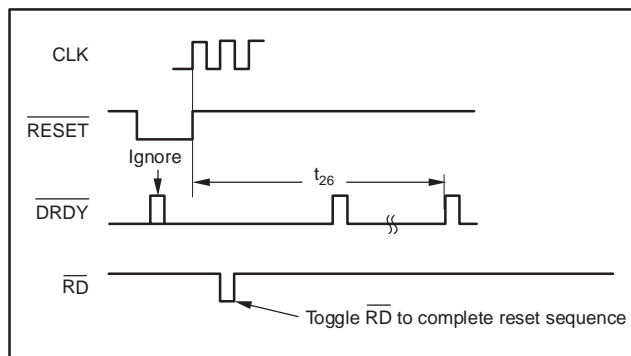 CLK
RESET
Ignore
t26
DRDY
RD
Toggle RD to complete reset sequence